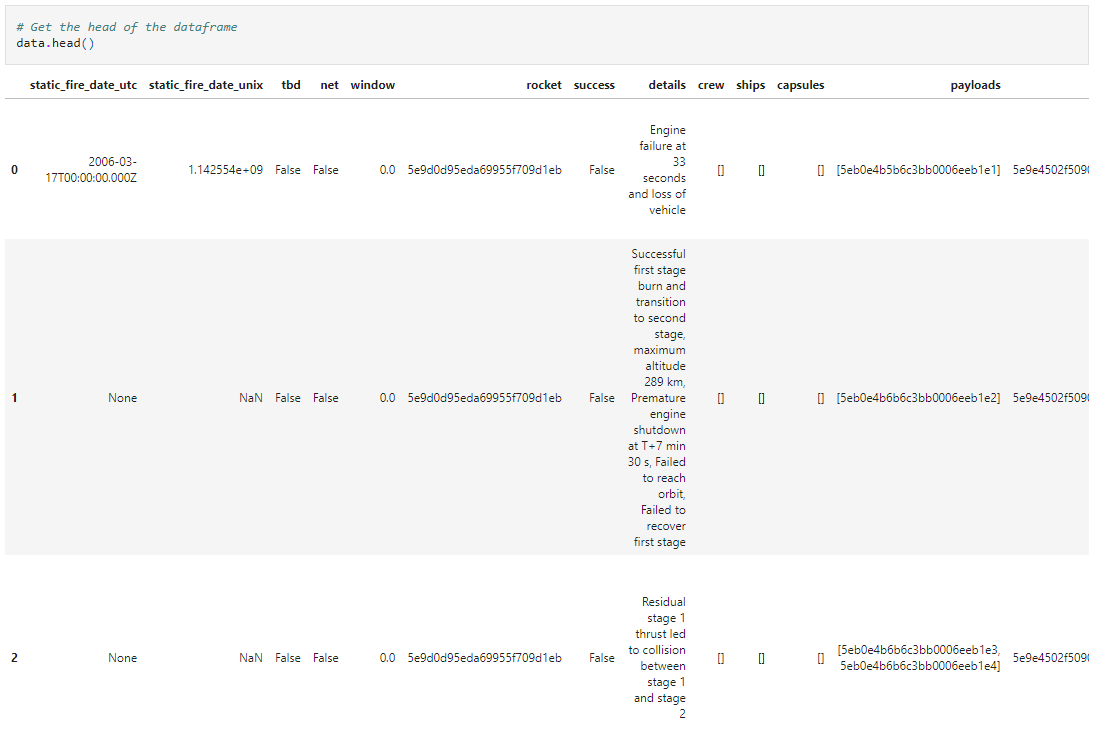 # Get the head of the dataframe
data.head()
static_fire_date_utc static_fire_date_unix tbd net window rocket success details crew ships capsules payloads
Engine
failure at
33
seconds
and loss of
vehicle
0 2006-03-
17T00:00:00.000Z 1.142554e+09 False False 0.0 5e9d0d95eda69955f709d1eb False [] [] [] [5eb0e4b5b6c3bb0006eeb1e1] 5e9e4502f509
Successful
first stage
burn and
transition
to second
stage,
maximum
altitude
289 km,
Premature
engine
shutdown
at T+7 min
30 s, Failed
to reach
orbit,
Failed to
recover
first stage
1 None NaN False False 0.0 5e9d0d95eda69955f709d1eb False [] [] [] [5eb0e4b6b6c3bb0006eeb1e2] 5e9e4502f509
Residual
stage 1
thrust led
to collision
between
stage 1
and stage
2
2 None NaN False False 0.0 5e9d0d95eda69955f709d1eb False [] [] [] [5eb0e4b6b6c3bb0006eeb1e3,
5eb0e4b6b6c3bb0006eeb1e4] 5e9e4502f509